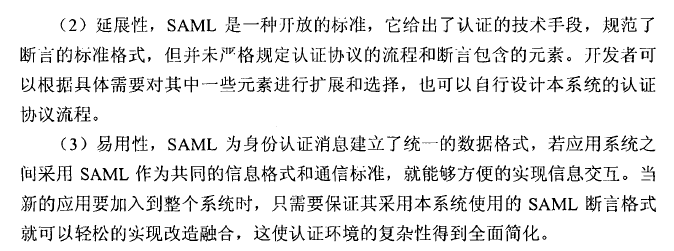 （2）延展性，SAML 是一种开放的标准，它给出了认证的技术手段，规范了
断言的标准格式，但并未严格规定认证协议的流程和断言包含的元素。开发者可
以根据具体需要对其中一些元素进行扩展和选择，也可以自行设计本系统的认证
协议流程。
（3）易用性，SAML 为身份认证消息建立了统一的数据格式，若应用系统之
间采用 SAML 作为共同的信息格式和通信标准，就能够方便的实现信息交互。当
新的应用要加入到整个系统时，只需要保证其采用本系统使用的 SAML 断言格式
就可以轻松的实现改造融合，这使认证环境的复杂性得到全面简化。